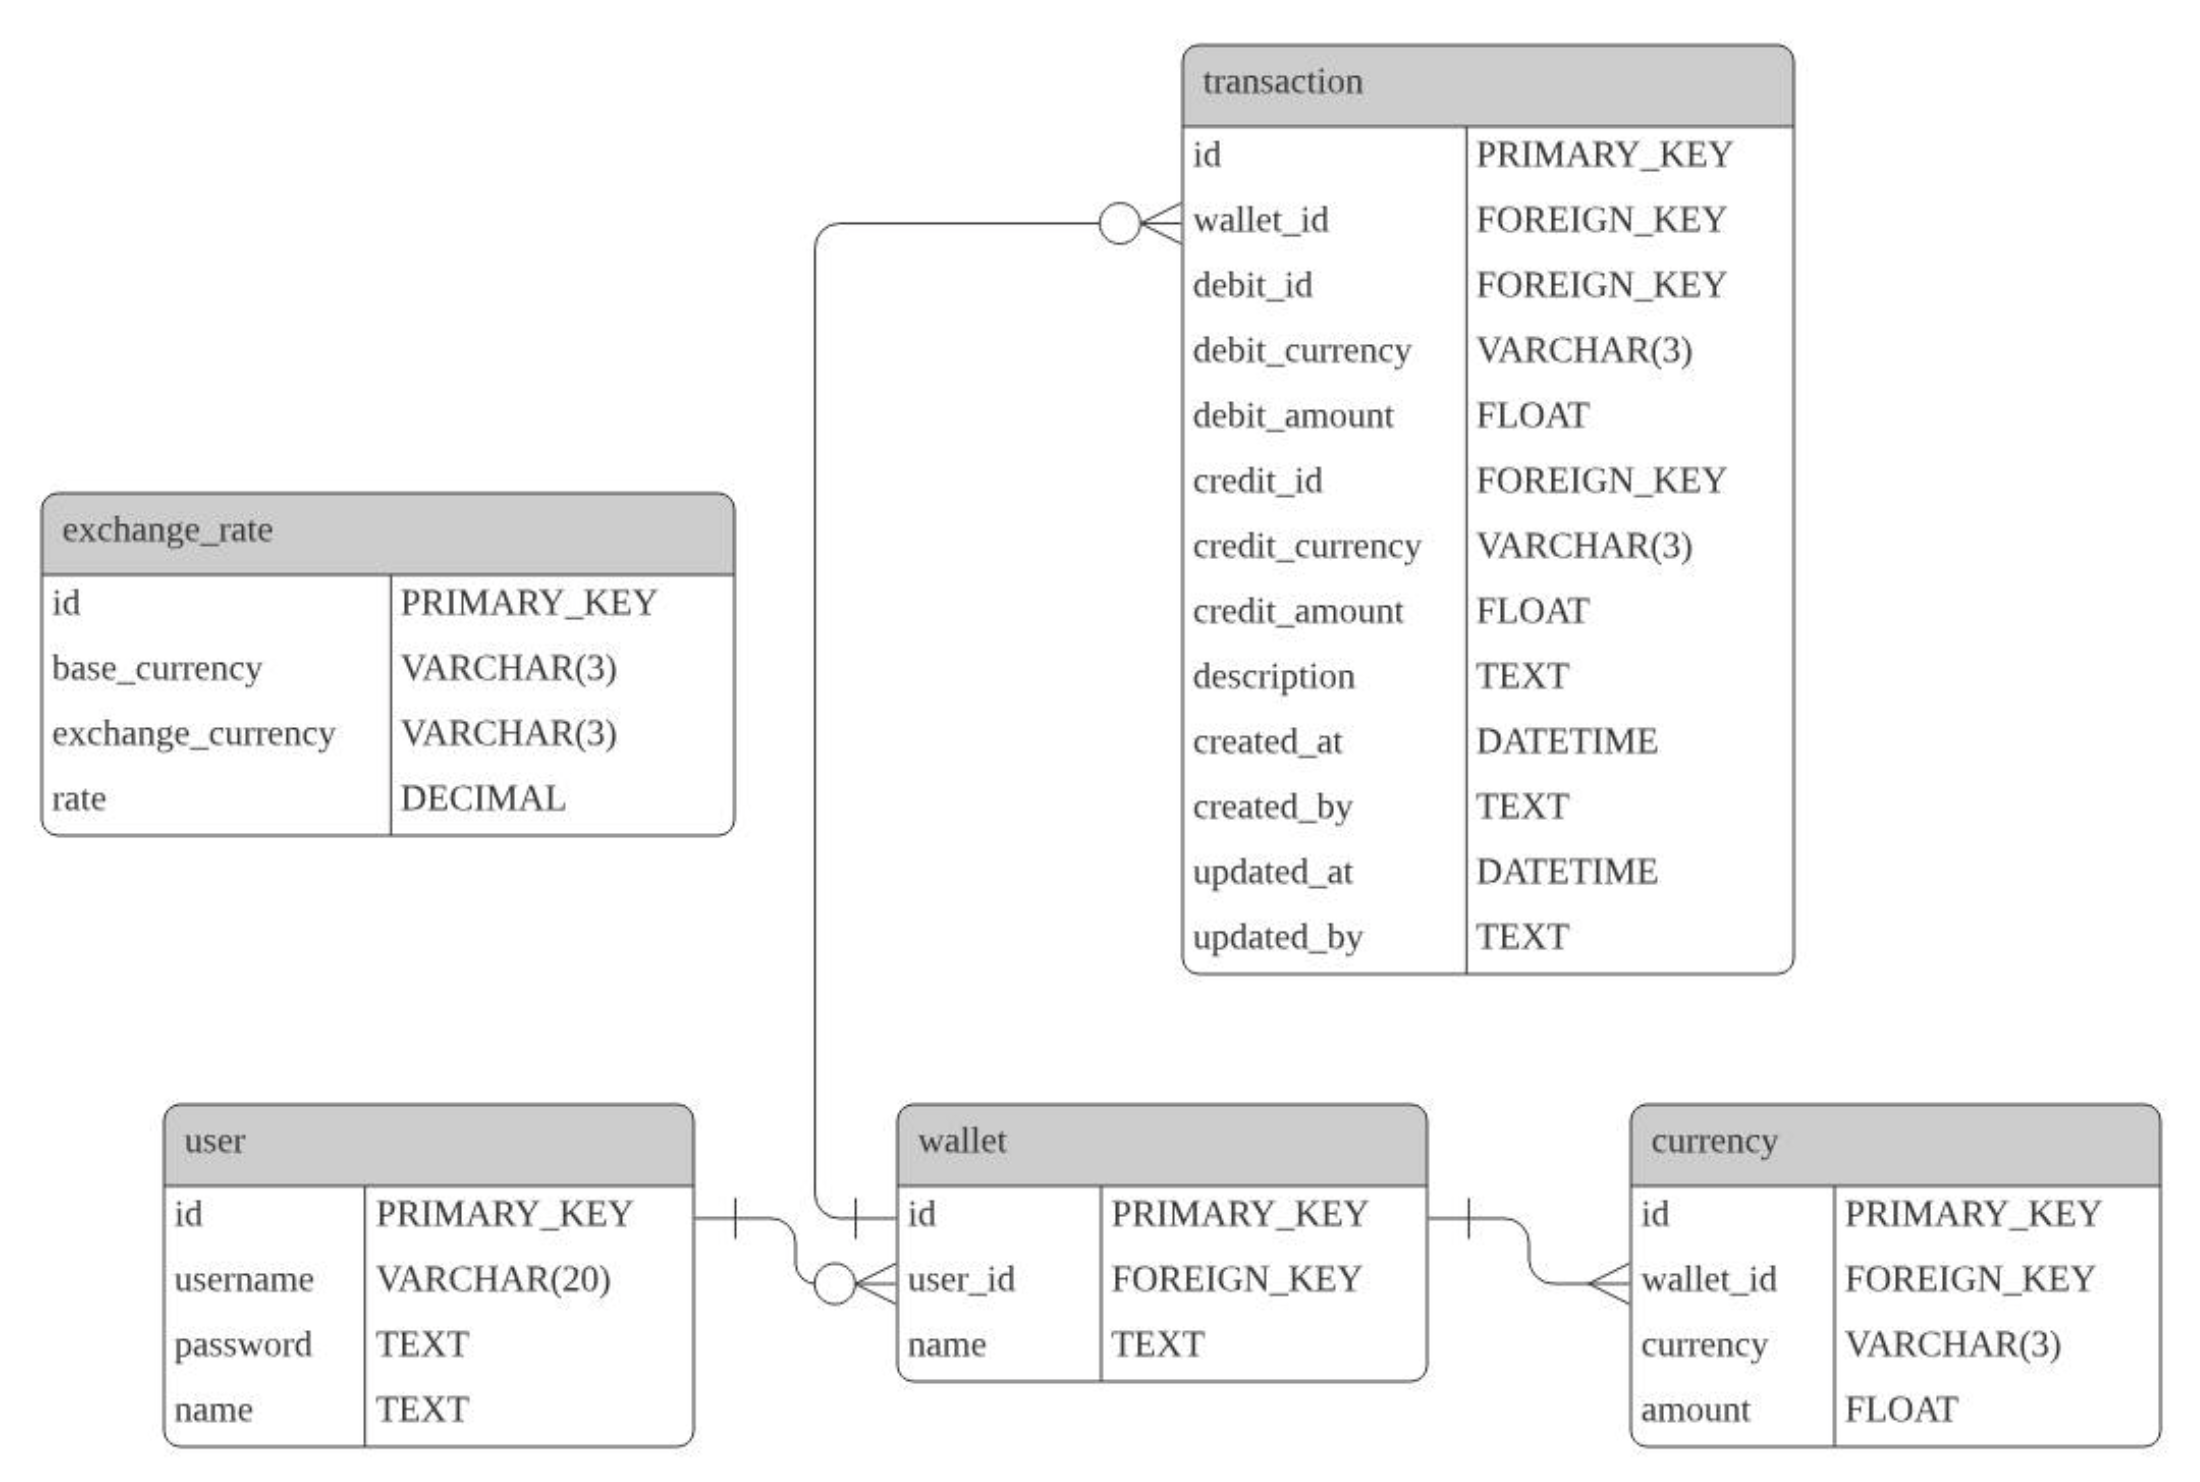 transaction
id PRIMARY_KEY
wallet_id FOREIGN_KEY
debit_id FOREIGN_KEY
debit_currency VARCHAR(3)
debit_amount FLOAT
credit_id FOREIGN_KEY
credit_currency VARCHAR(3)
credit_amount FLOAT
description TEXT
created_at DATETIME
created_by TEXT
updated_at DATETIME
updated_by TEXT
exchange_rate
id PRIMARY_KEY
base_currency VARCHAR(3)
exchange_currency VARCHAR(3)
rate DECIMAL
user
id PRIMARY_KEY
username VARCHAR(20)
password TEXT
name TEXT
wallet
id PRIMARY_KEY
user_id FOREIGN_KEY
name TEXT
currency
id PRIMARY_KEY
wallet_id FOREIGN_KEY
currency VARCHAR(3)
amount FLOAT